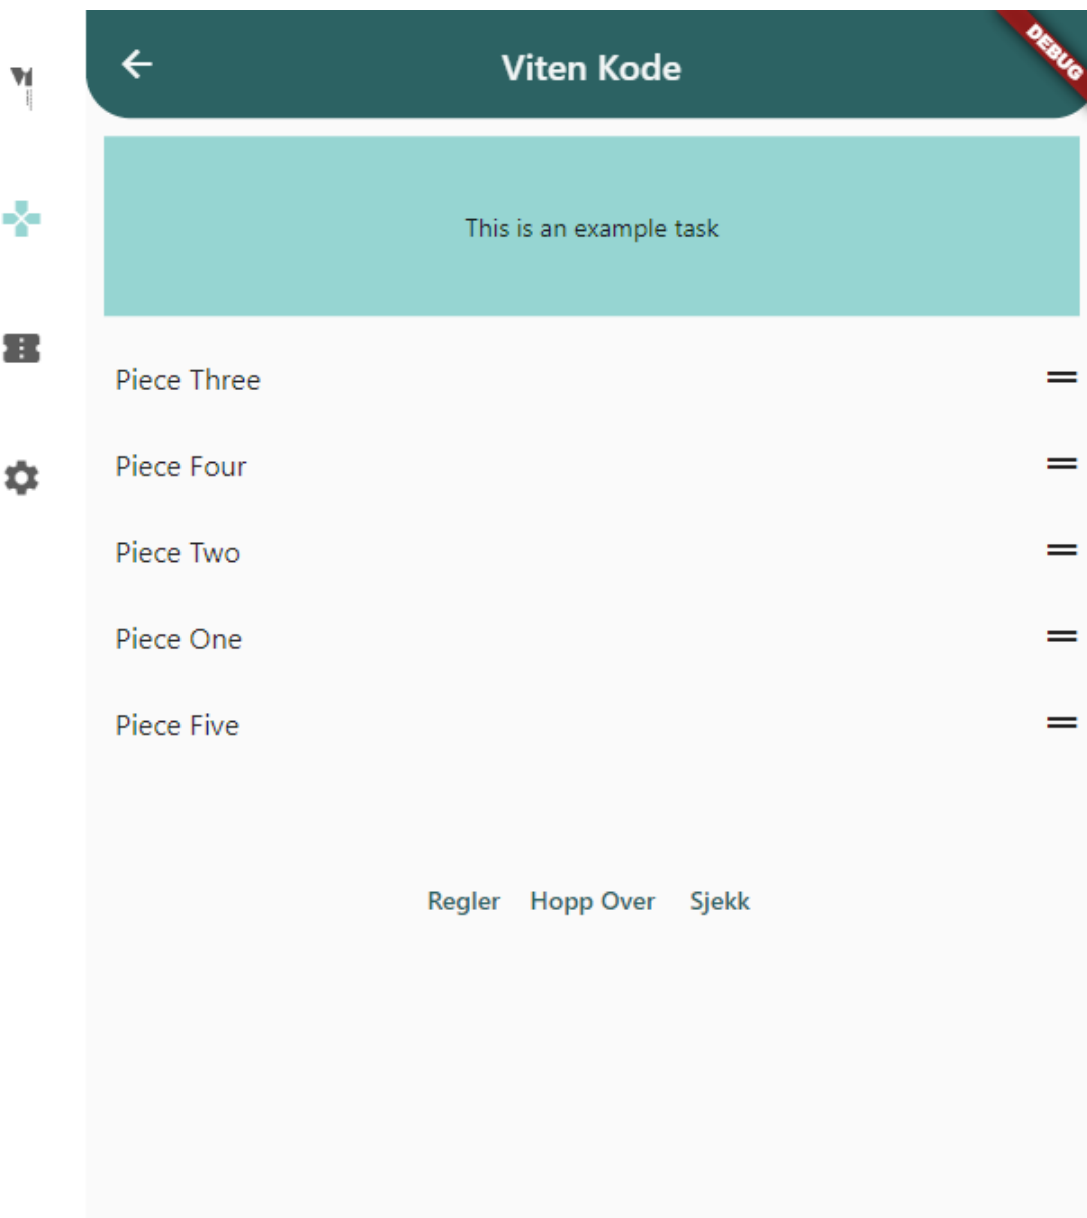 Viten Kode
DEBUG
This is an example task
Piece Three
Piece Four
Piece Two
Piece One
Piece Five
Regler Hopp Over Sjekk